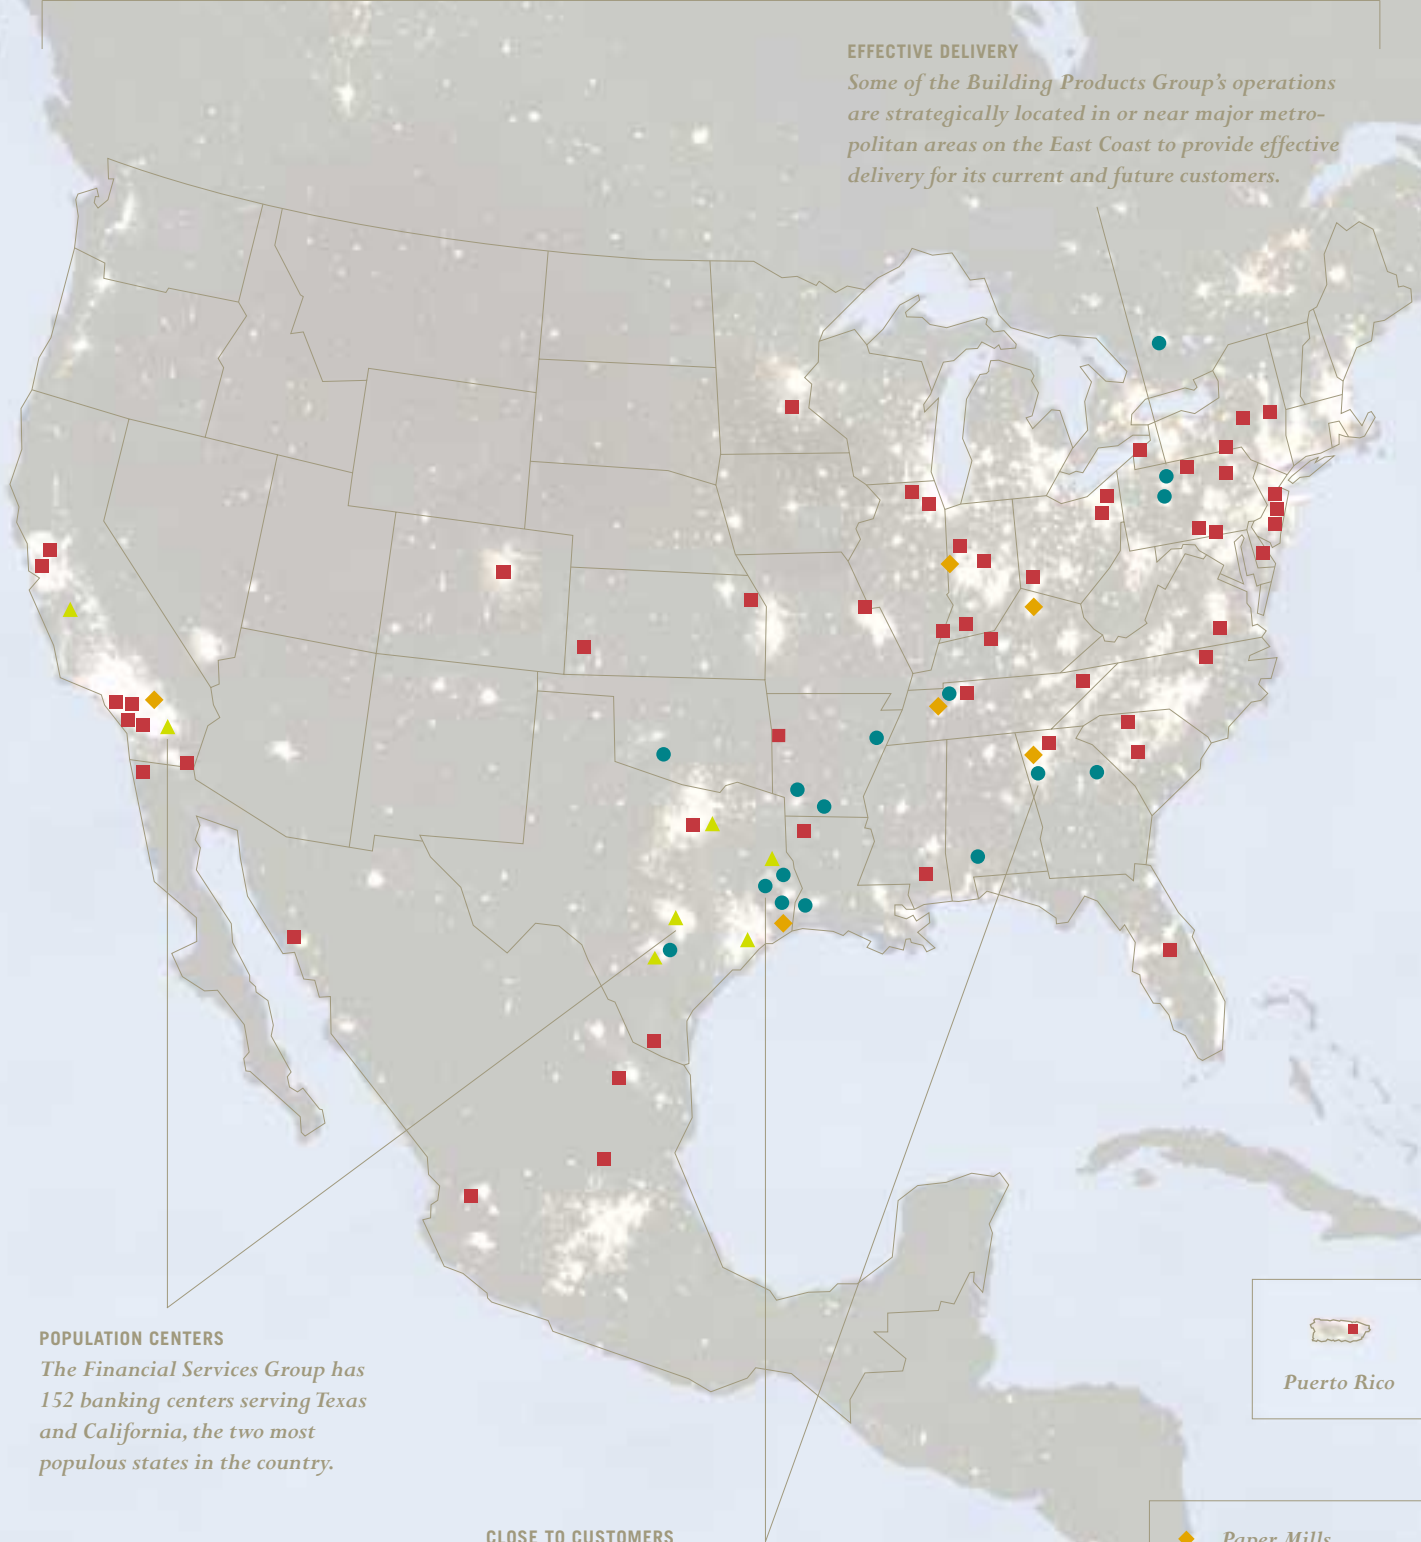 EFFECTIVE DELIVERY
Some of the Building Products Group's operations
are strategically located in or near major metro-
politan areas on the East Coast to provide effective
delivery for its current and future customers.
POPULATION CENTERS
The Financial Services Group has
152 banking centers serving Texas
and California, the two most
populous states in the country.
Puerto Rico
CLOSE TO CUSTOMERS
Paper Mills